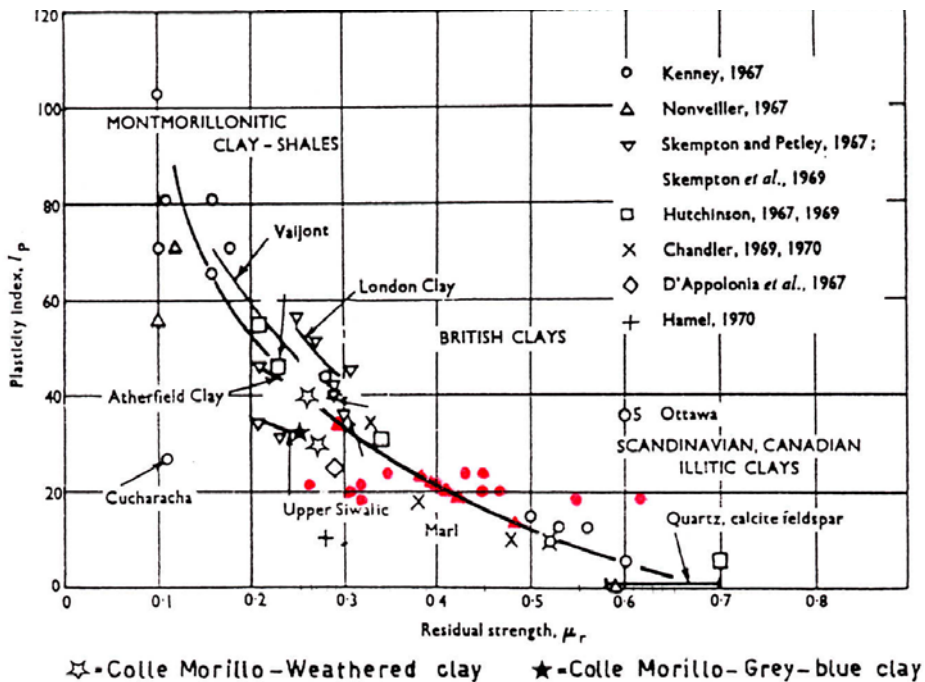 120
100
80
60
40
20
0
Plasticity Index, I_P
MONTMORILLONITIC
CLAY – SHALES
Vaijont
London Clay
BRITISH CLAYS
Atherfield Clay
Cucharacha
Upper Siwalic
Marl
5 Ottawa
SCANDINAVIAN, CANADIAN
ILLITIC CLAYS
Quartz, calcite feldspar
Kenney, 1967
Nonveiller, 1967
Skempton and Petley, 1967;
Skempton et al., 1969
Hutchinson, 1967, 1969
Chandler, 1969, 1970
D'Appolonia et al., 1967
Hamel, 1970
0 0·1 0·2 0·3 0·4 0·5 0·6 0·7 0·8
Residual strength, μ_r
=Colle Morillo-Weathered clay =Colle Morillo-Grey-blue clay